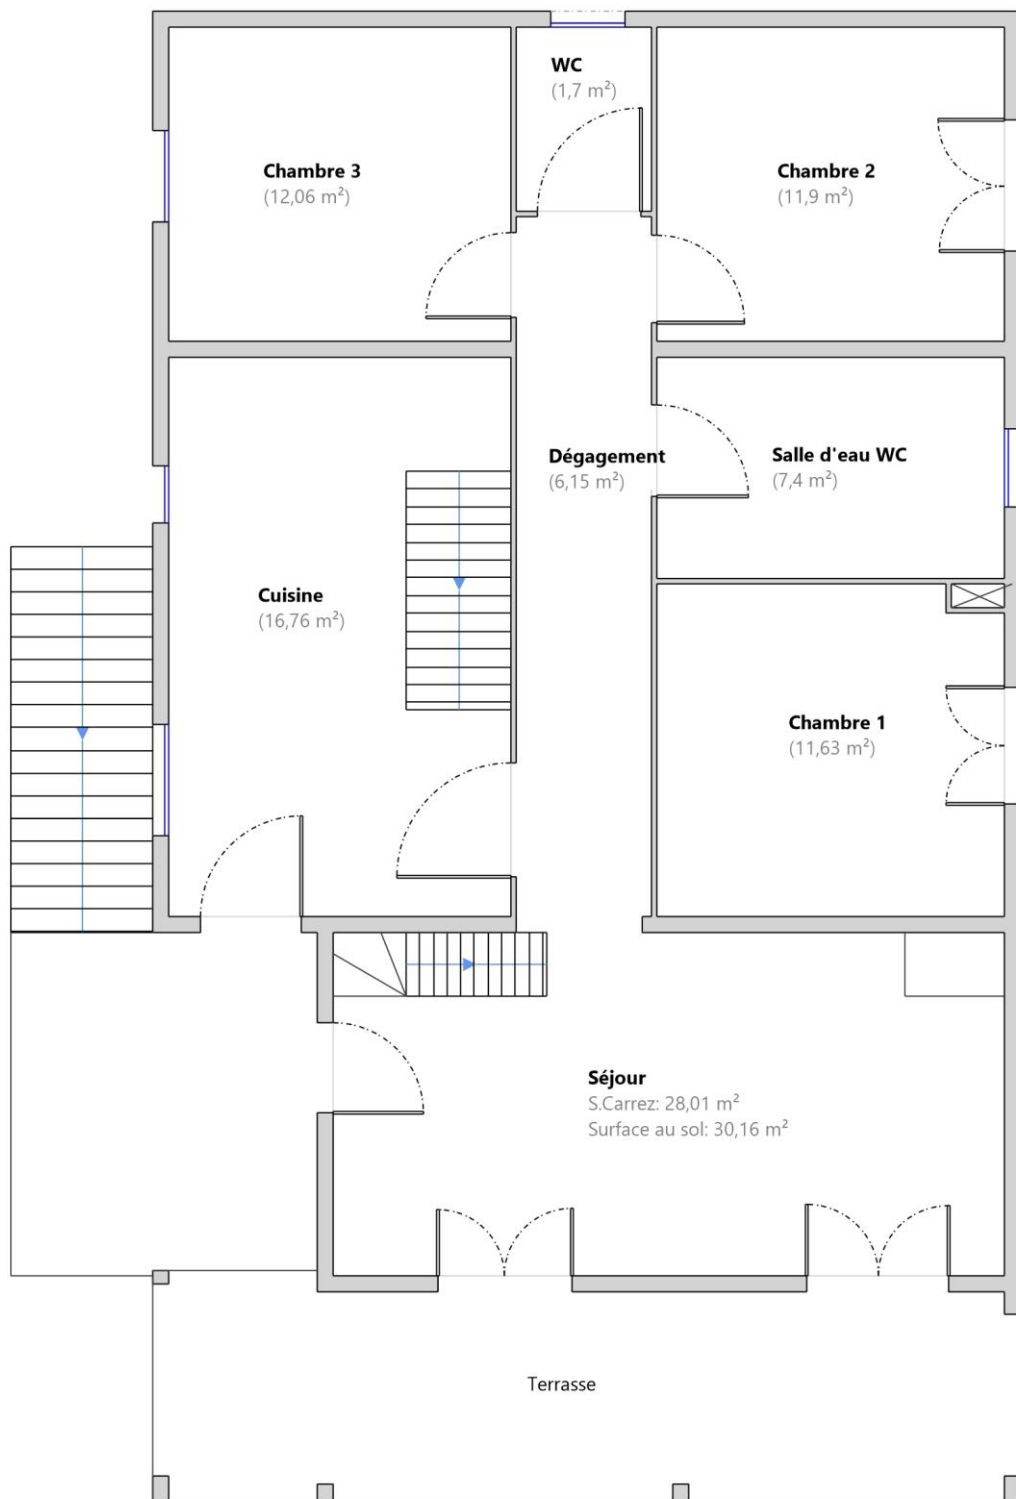 WC
(1,7 m²)
Chambre 3
(12,06 m²)
Chambre 2
(11,9 m²)
Dégagement
(6,15 m²)
Salle d'eau WC
(7,4 m²)
Cuisine
(16,76 m²)
Chambre 1
(11,63 m²)
Séjour
S.Carrez: 28,01 m²
Surface au sol: 30,16 m²
Terrasse